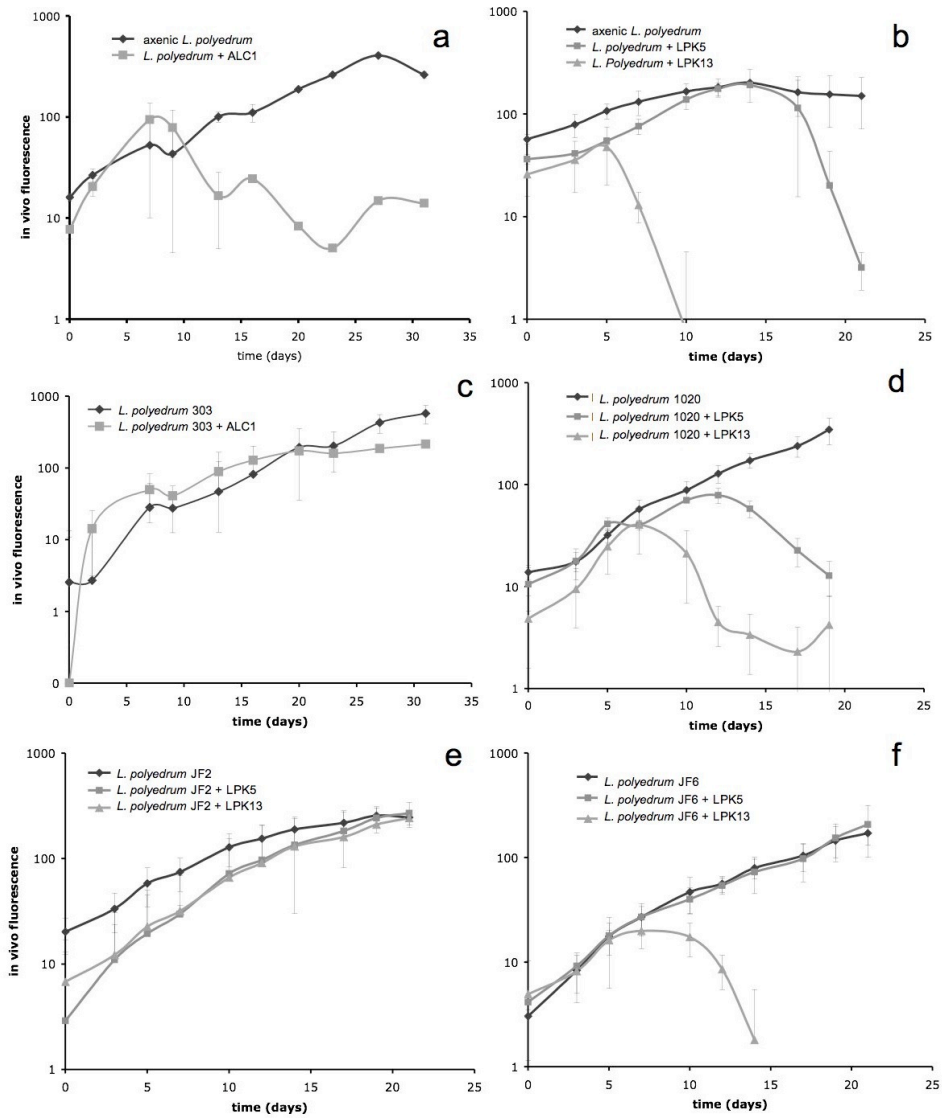 a
1000
100
10
1
axenic L. polyedrum
L. polyedrum + ALC1
in vivo fluorescence
0 5 10 15 20 25 30 35
time (days)
b
1000
100
10
1
axenic L. polyedrum
L. polyedrum + LPK5
L. Polyedrum + LPK13
0 5 10 15 20 25
time (days)
c
1000
100
10
1
0
L. polyedrum 303
L. polyedrum 303 + ALC1
in vivo fluorescence
0 5 10 15 20 25 30 35
time (days)
d
1000
100
10
1
L. polyedrum 1020
L. polyedrum 1020 + LPK5
L. polyedrum 1020 + LPK13
0 5 10 15 20 25
time (days)
e
1000
100
10
1
L. polyedrum JF2
L. polyedrum JF2 + LPK5
L. polyedrum JF2 + LPK13
in vivo fluorescence
0 5 10 15 20 25
time (days)
f
1000
100
10
1
L. polyedrum JF6
L. polyedrum JF6 + LPK5
L. polyedrum JF6 + LPK13
0 5 10 15 20 25
time (days)